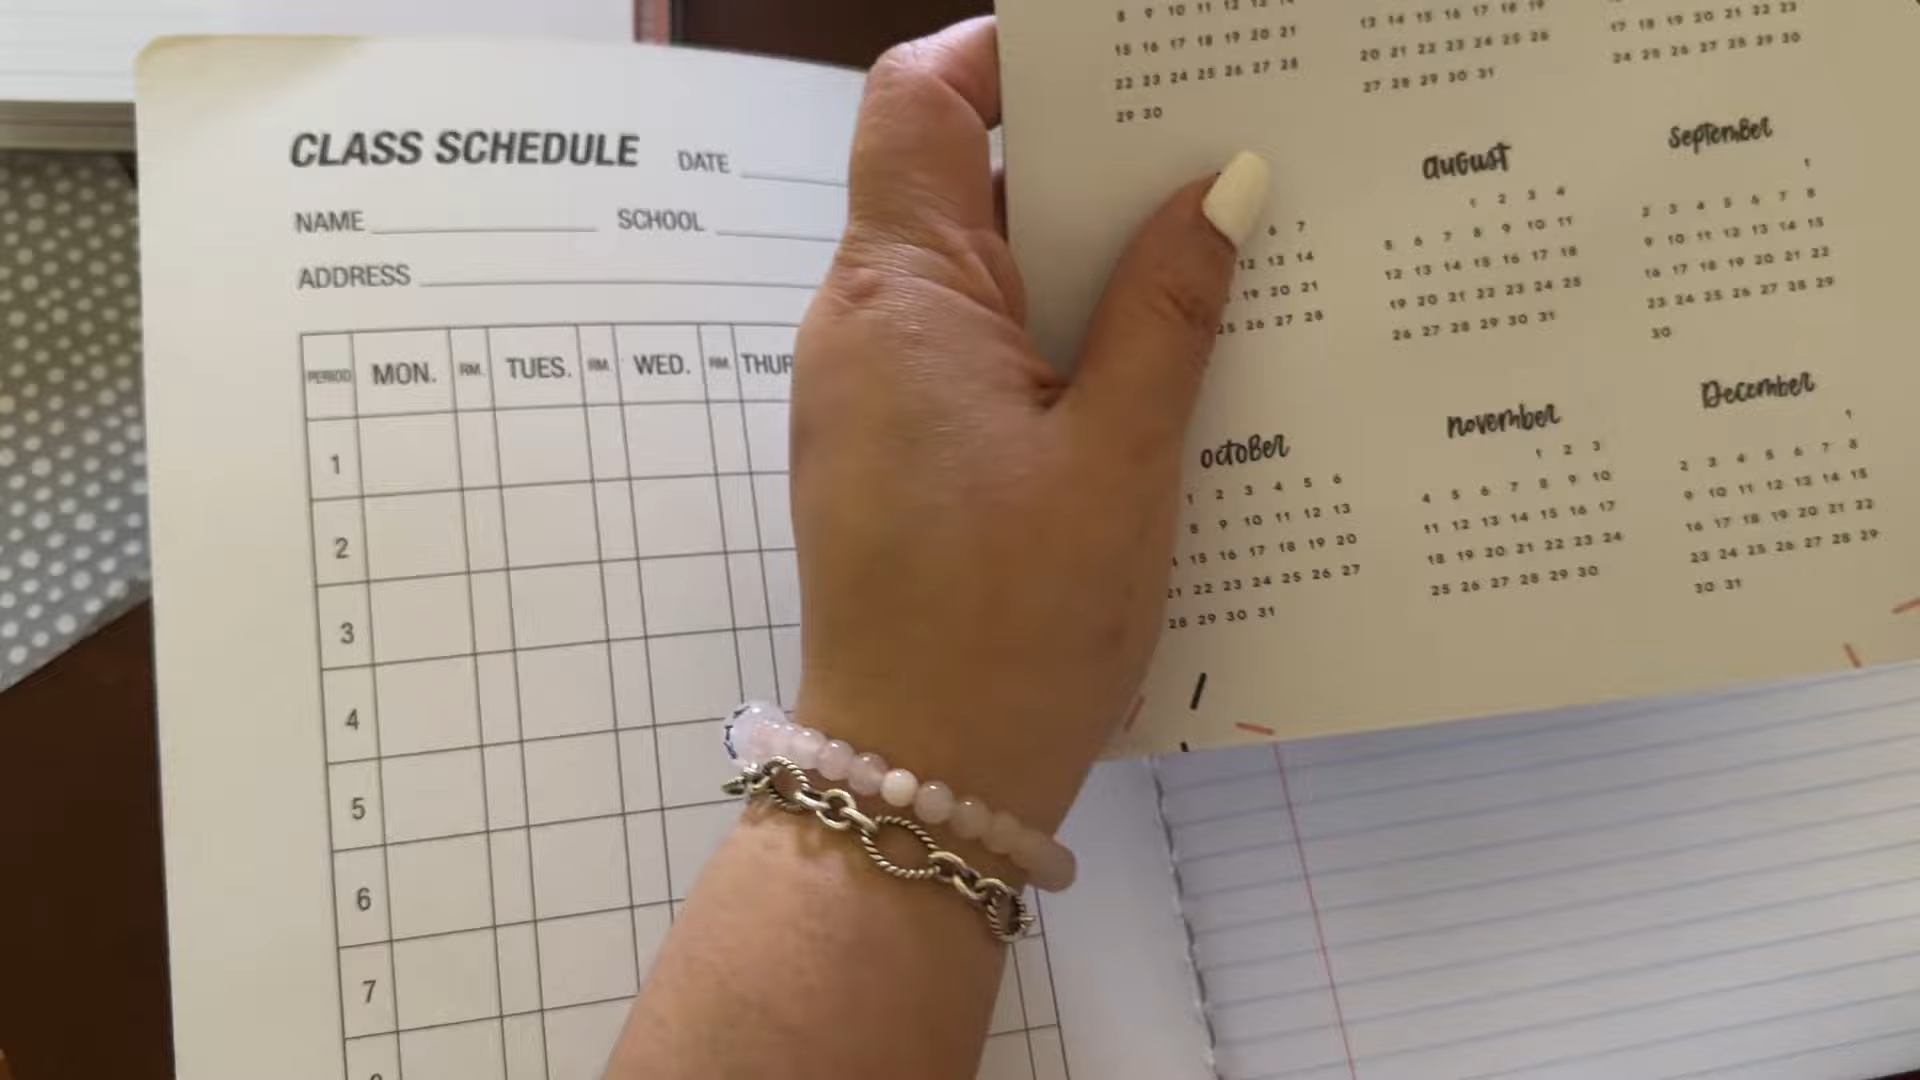 CLASS SCHEDULE
DATE
NAME
SCHOOL
ADDRESS
PERIOD MON. RM. TUES. RM. WED. RM. THUR
1
2
3
4
5
6
7
8 9 10 11 12 13 14
15 16 17 18 19 20 21
22 23 24 25 26 27 28
29 30
13 14 15 16 17 18 19
20 21 22 23 24 25 26
27 28 29 30 31
17 18 19 20 21 22 23
24 25 26 27 28 29 30
6 7
12 13 14
19 20 21
25 26 27 28
august
1 2 3 4
5 6 7 8 9 10 11
12 13 14 15 16 17 18
19 20 21 22 23 24 25
26 27 28 29 30 31
september
1
2 3 4 5 6 7 8
9 10 11 12 13 14 15
16 17 18 19 20 21 22
23 24 25 26 27 28 29
30
october
1 2 3 4 5 6
8 9 10 11 12 13
15 16 17 18 19 20
21 22 23 24 25 26 27
28 29 30 31
november
1 2 3
4 5 6 7 8 9 10
11 12 13 14 15 16 17
18 19 20 21 22 23 24
25 26 27 28 29 30
December
1
2 3 4 5 6 7 8
9 10 11 12 13 14 15
16 17 18 19 20 21 22
23 24 25 26 27 28 29
30 31